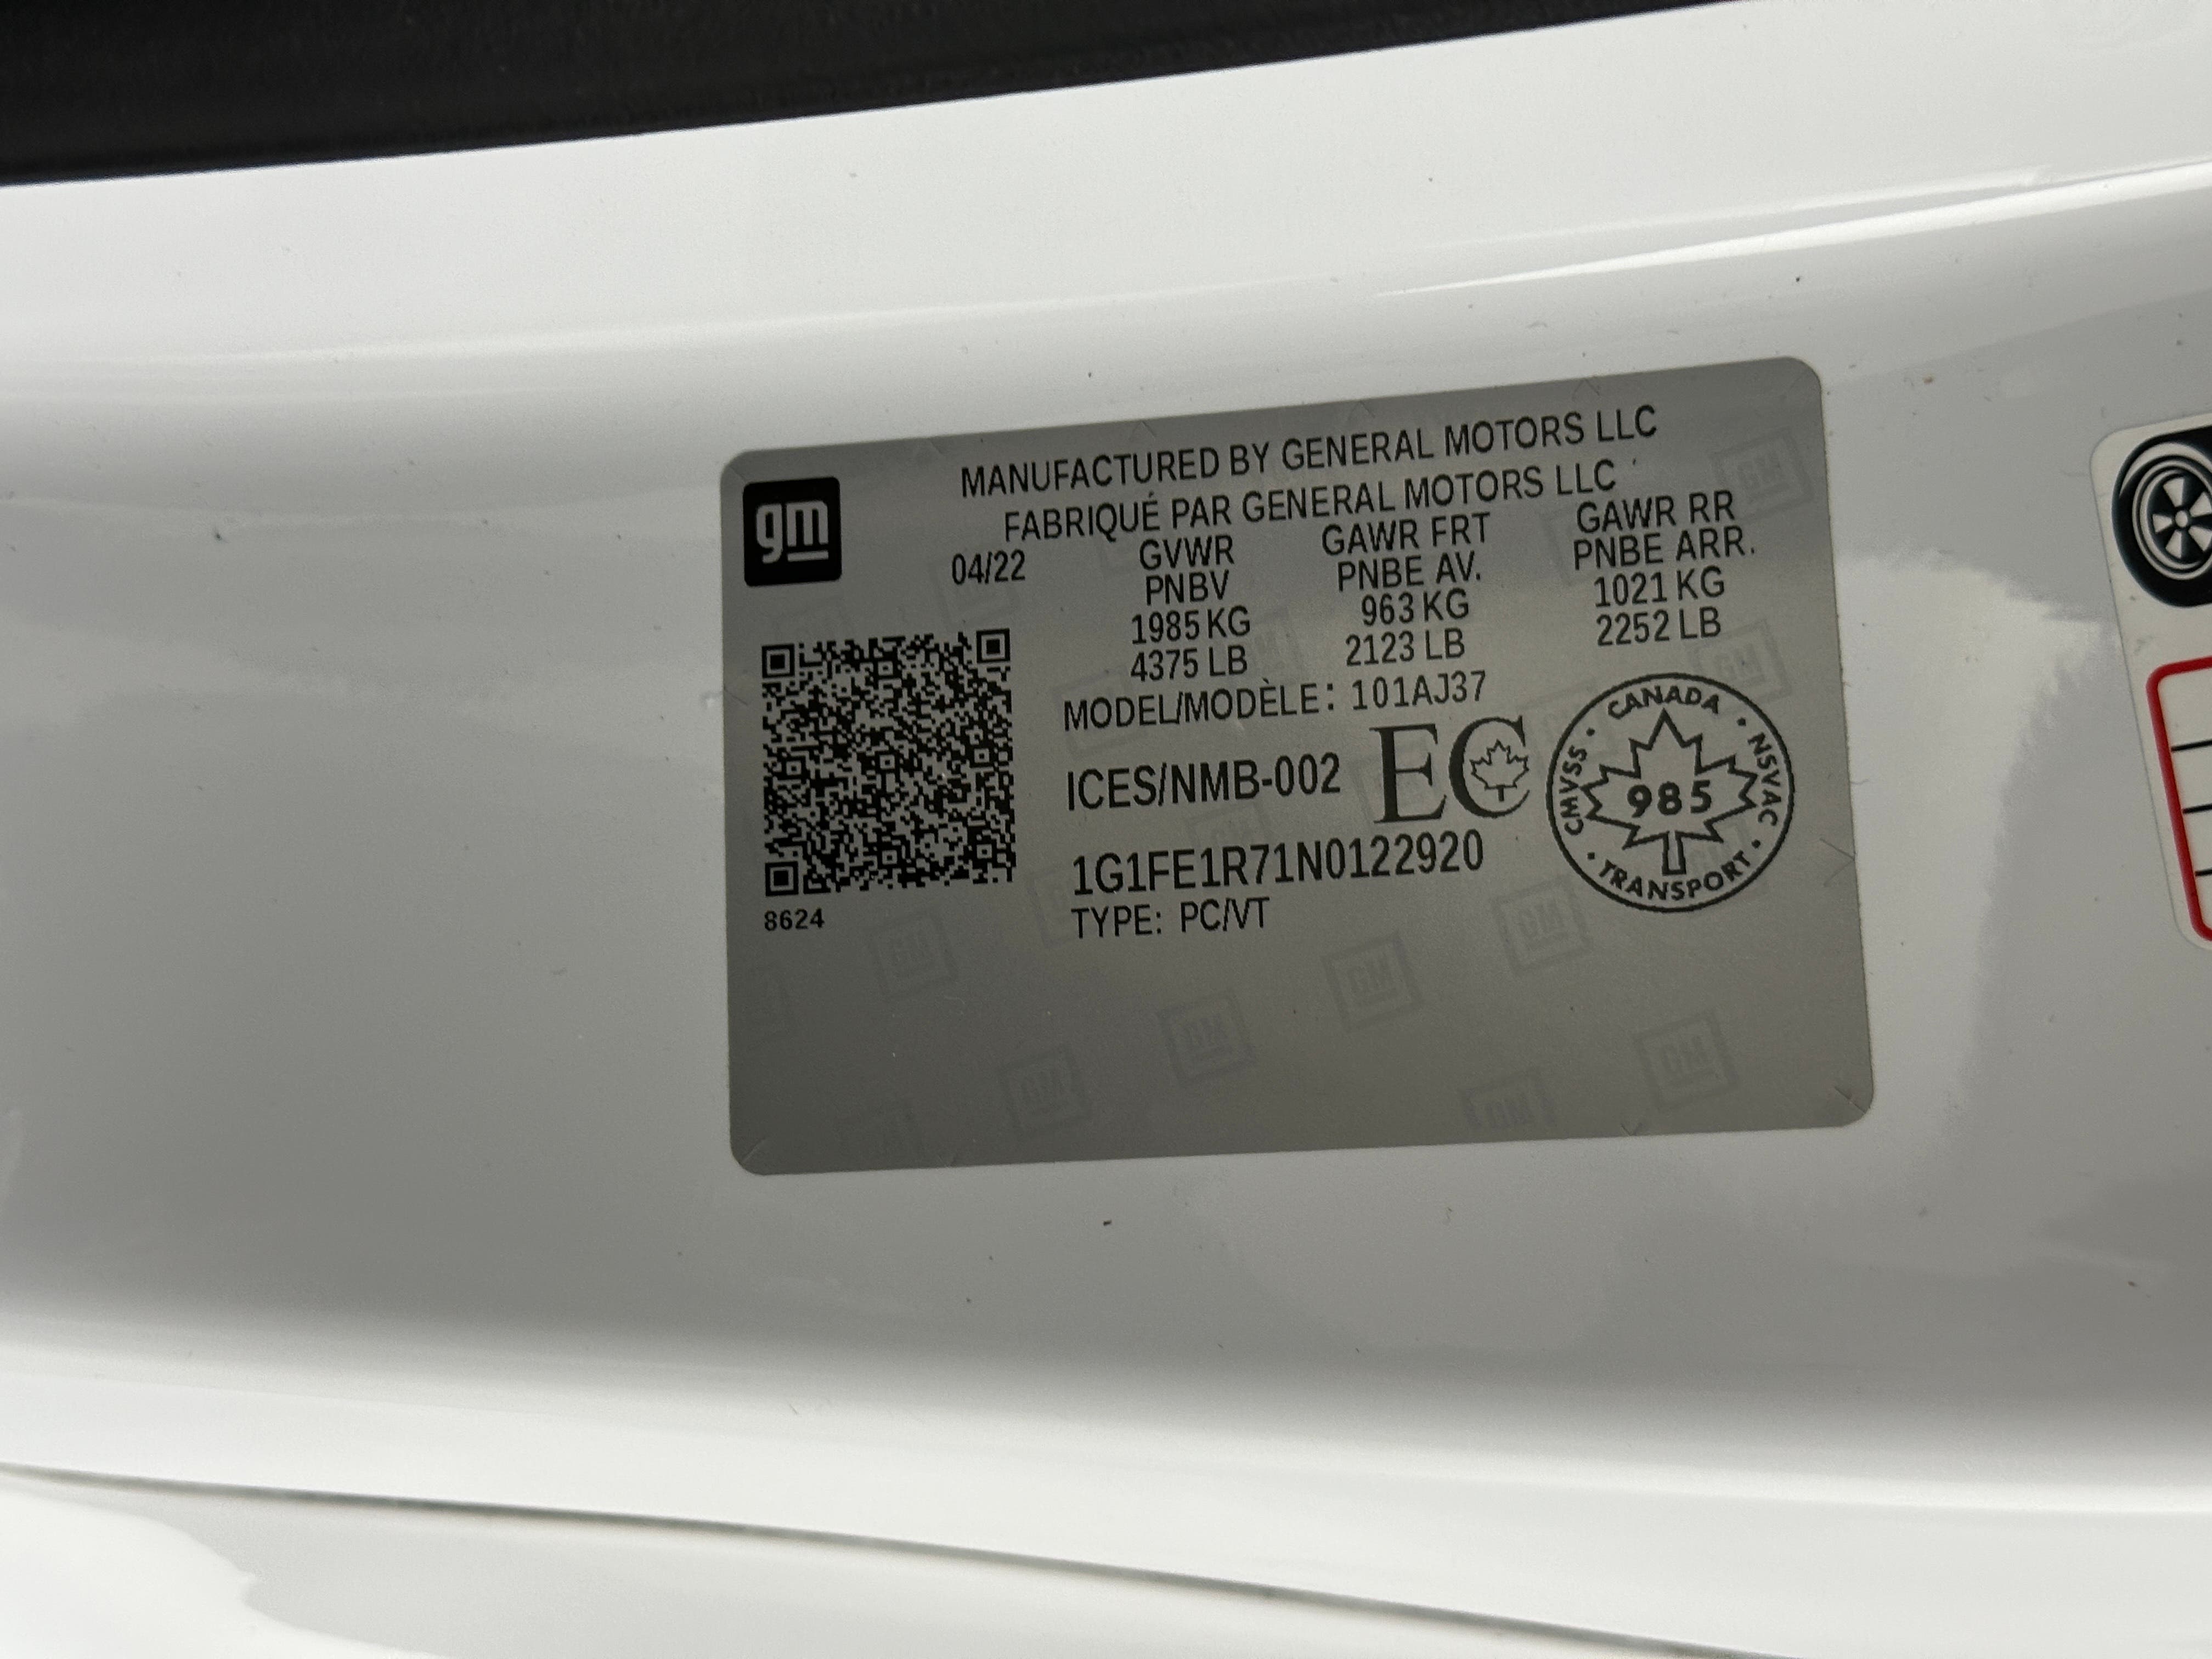 gm
MANUFACTURED BY GENERAL MOTORS LLC
FABRIQUÉ PAR GENERAL MOTORS LLC
04/22 GVWR GAWR FRT GAWR RR
PNBV PNBE AV. PNBE ARR.
1985 KG 963 KG 1021 KG
4375 LB 2123 LB 2252 LB
MODEL/MODÈLE: 101AJ37
ICES/NMB-002 EC
1G1FE1R71N0122920
TYPE: PC/VT
8624
CANADA · NSVAC · TRANSPORT · CMVSS ·
985